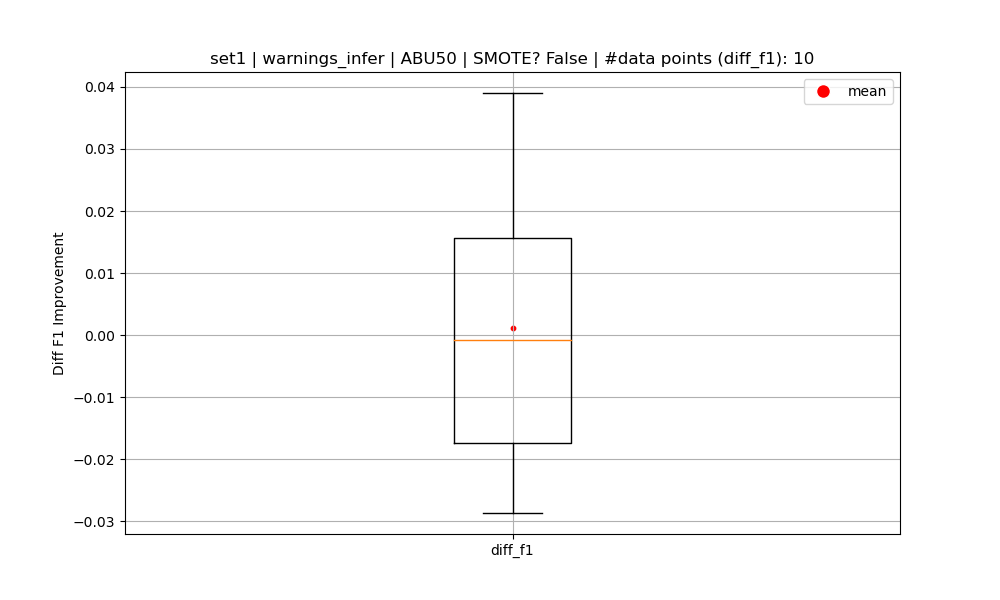 set1 | warnings_infer | ABU50 | SMOTE? False | #data points (diff_f1): 10
mean
0.04
0.03
0.02
0.01
0.00
−0.01
−0.02
−0.03
Diff F1 Improvement
diff_f1